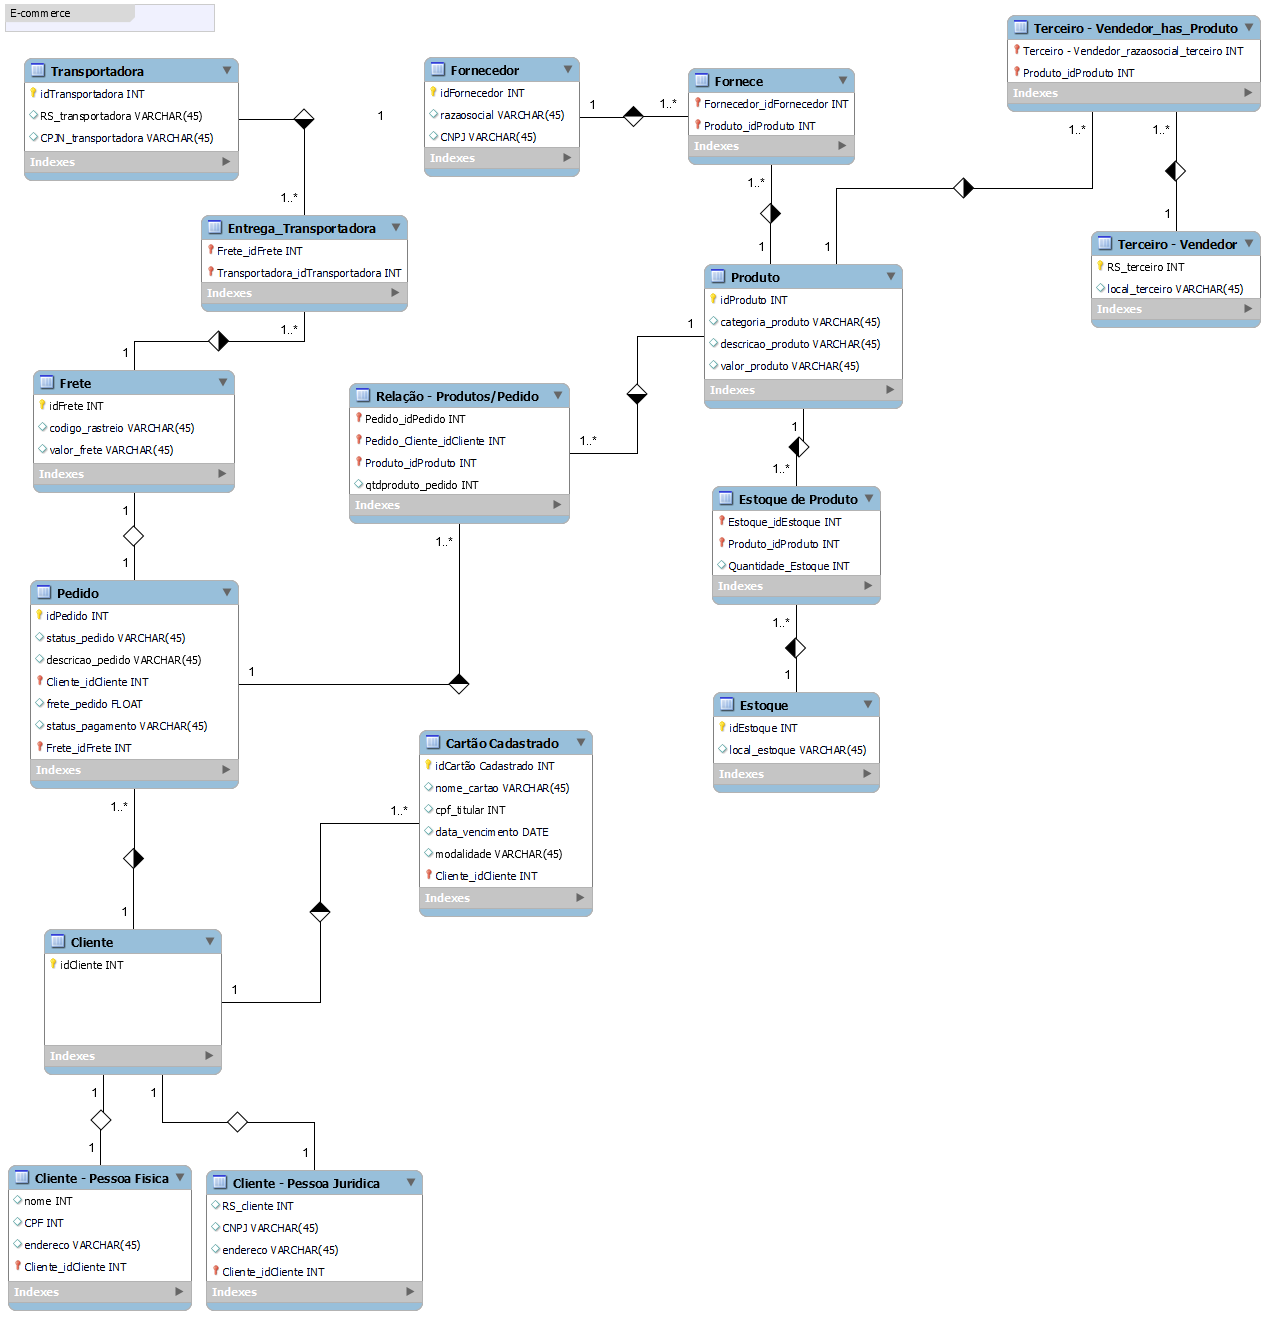 E-commerce
Transportadora
idTransportadora INT
RS_transportadora VARCHAR(45)
CPJN_transportadora VARCHAR(45)
Indexes
1
1..*
Fornecedor
idFornecedor INT
razaosocial VARCHAR(45)
CNPJ VARCHAR(45)
Indexes
1
1..*
Fornece
Fornecedor_idFornecedor INT
Produto_idProduto INT
Indexes
1..*
1
Terceiro - Vendedor_has_Produto
Terceiro - Vendedor_razaosocial_terceiro INT
Produto_idProduto INT
Indexes
1..*
1..*
1
1
Terceiro - Vendedor
RS_terceiro INT
local_terceiro VARCHAR(45)
Indexes
Entrega_Transportadora
Frete_idFrete INT
Transportadora_idTransportadora INT
Indexes
1..*
1
Produto
idProduto INT
categoria_produto VARCHAR(45)
descricao_produto VARCHAR(45)
valor_produto VARCHAR(45)
Indexes
1
1
1..*
Frete
idFrete INT
codigo_rastreio VARCHAR(45)
valor_frete VARCHAR(45)
Indexes
1
1
Relação - Produtos/Pedido
Pedido_idPedido INT
Pedido_Cliente_idCliente INT
Produto_idProduto INT
qtdproduto_pedido INT
Indexes
1..*
1..*
Estoque de Produto
Estoque_idEstoque INT
Produto_idProduto INT
Quantidade_Estoque INT
Indexes
1..*
1
Pedido
idPedido INT
status_pedido VARCHAR(45)
descricao_pedido VARCHAR(45)
Cliente_idCliente INT
frete_pedido FLOAT
status_pagamento VARCHAR(45)
Frete_idFrete INT
Indexes
1
1..*
1
Estoque
idEstoque INT
local_estoque VARCHAR(45)
Indexes
Cartão Cadastrado
idCartão Cadastrado INT
nome_cartao VARCHAR(45)
cpf_titular INT
data_vencimento DATE
modalidade VARCHAR(45)
Cliente_idCliente INT
Indexes
1..*
1
Cliente
idCliente INT
Indexes
1
1
1
1
Cliente - Pessoa Fisica
nome INT
CPF INT
endereco VARCHAR(45)
Cliente_idCliente INT
Indexes
Cliente - Pessoa Juridica
RS_cliente INT
CNPJ VARCHAR(45)
endereco VARCHAR(45)
Cliente_idCliente INT
Indexes